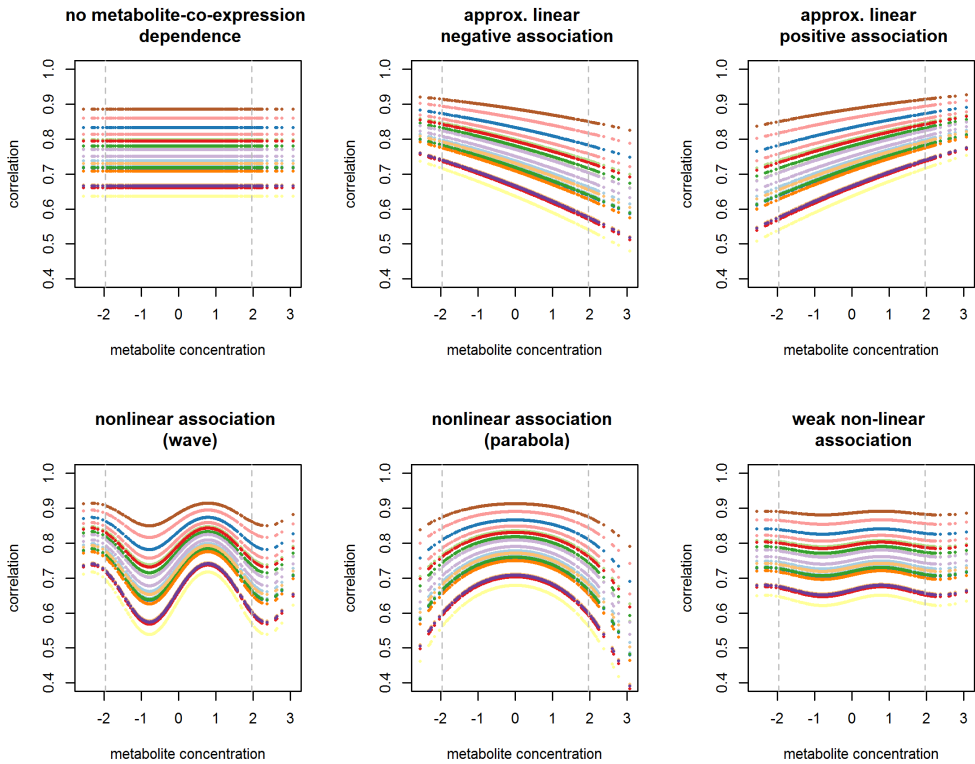 no metabolite-co-expression
dependence
1.0
0.9
0.8
0.7
0.6
0.5
0.4
correlation
-2 -1 0 1 2 3
metabolite concentration
approx. linear
negative association
1.0
0.9
0.8
0.7
0.6
0.5
0.4
correlation
-2 -1 0 1 2 3
metabolite concentration
approx. linear
positive association
1.0
0.9
0.8
0.7
0.6
0.5
0.4
correlation
-2 -1 0 1 2 3
metabolite concentration
nonlinear association
(wave)
1.0
0.9
0.8
0.7
0.6
0.5
0.4
correlation
-2 -1 0 1 2 3
metabolite concentration
nonlinear association
(parabola)
1.0
0.9
0.8
0.7
0.6
0.5
0.4
correlation
-2 -1 0 1 2 3
metabolite concentration
weak non-linear
association
1.0
0.9
0.8
0.7
0.6
0.5
0.4
correlation
-2 -1 0 1 2 3
metabolite concentration